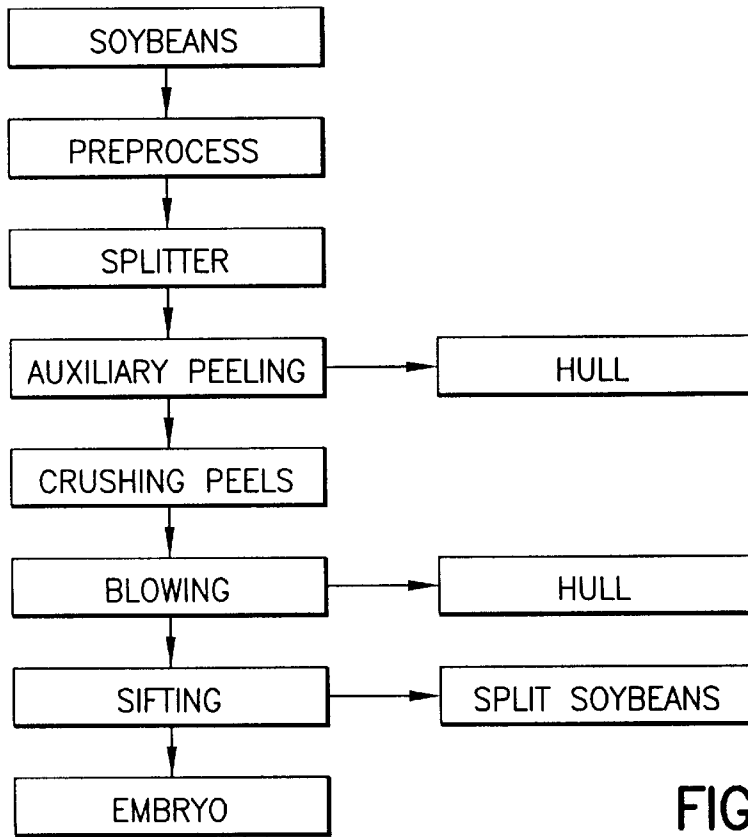 SOYBEANS
PREPROCESS
SPLITTER
AUXILIARY PEELING
HULL
CRUSHING PEELS
BLOWING
HULL
SIFTING
SPLIT SOYBEANS
EMBRYO
FIG